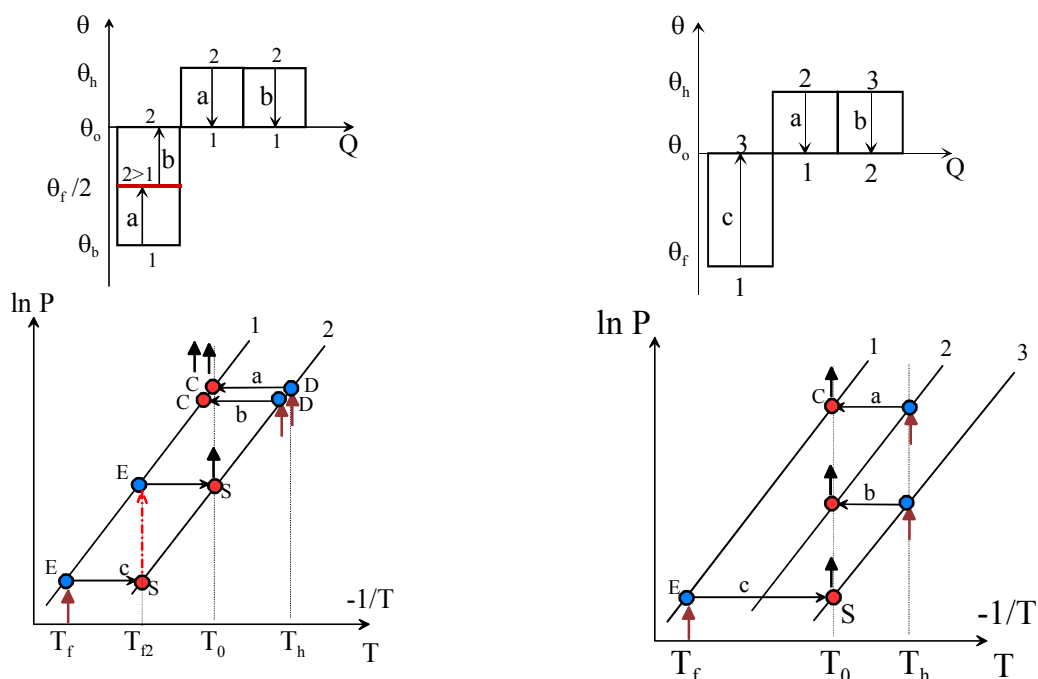 θ
2 2
θh
a b
2
θo
1 1
Q
b
2>1
θf /2
a
θb
1
θ
2 3
θh
a b
3
θo
1 2
Q
c
θf
1
ln P
1 2
C a D
C b D
E S
E c S
-1/T
Tf Tf2 T0 Th T
ln P
1 2 3
C a
b
E c S
-1/T
Tf T0 Th T